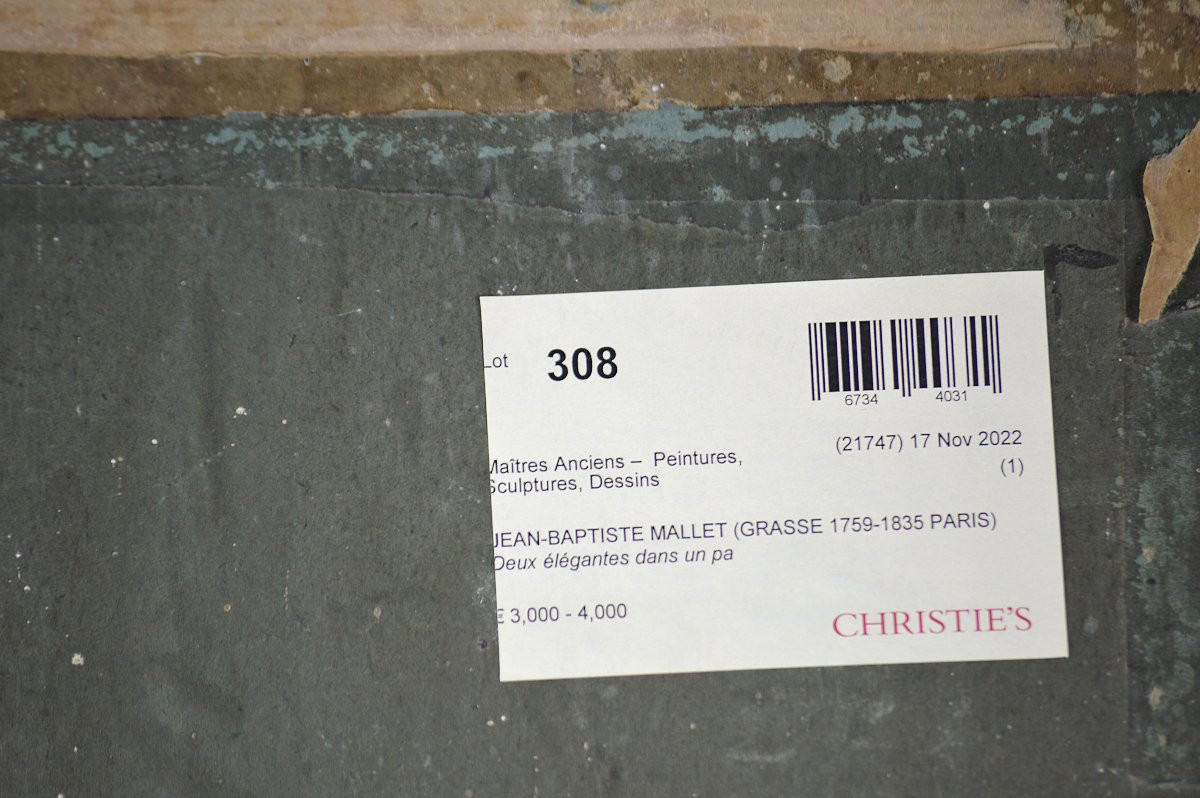 Lot 308
6734 4031
(21747) 17 Nov 2022
(1)
Maîtres Anciens – Peintures,
Sculptures, Dessins
JEAN-BAPTISTE MALLET (GRASSE 1759-1835 PARIS)
Deux élégantes dans un pa
€ 3,000 - 4,000
CHRISTIE'S